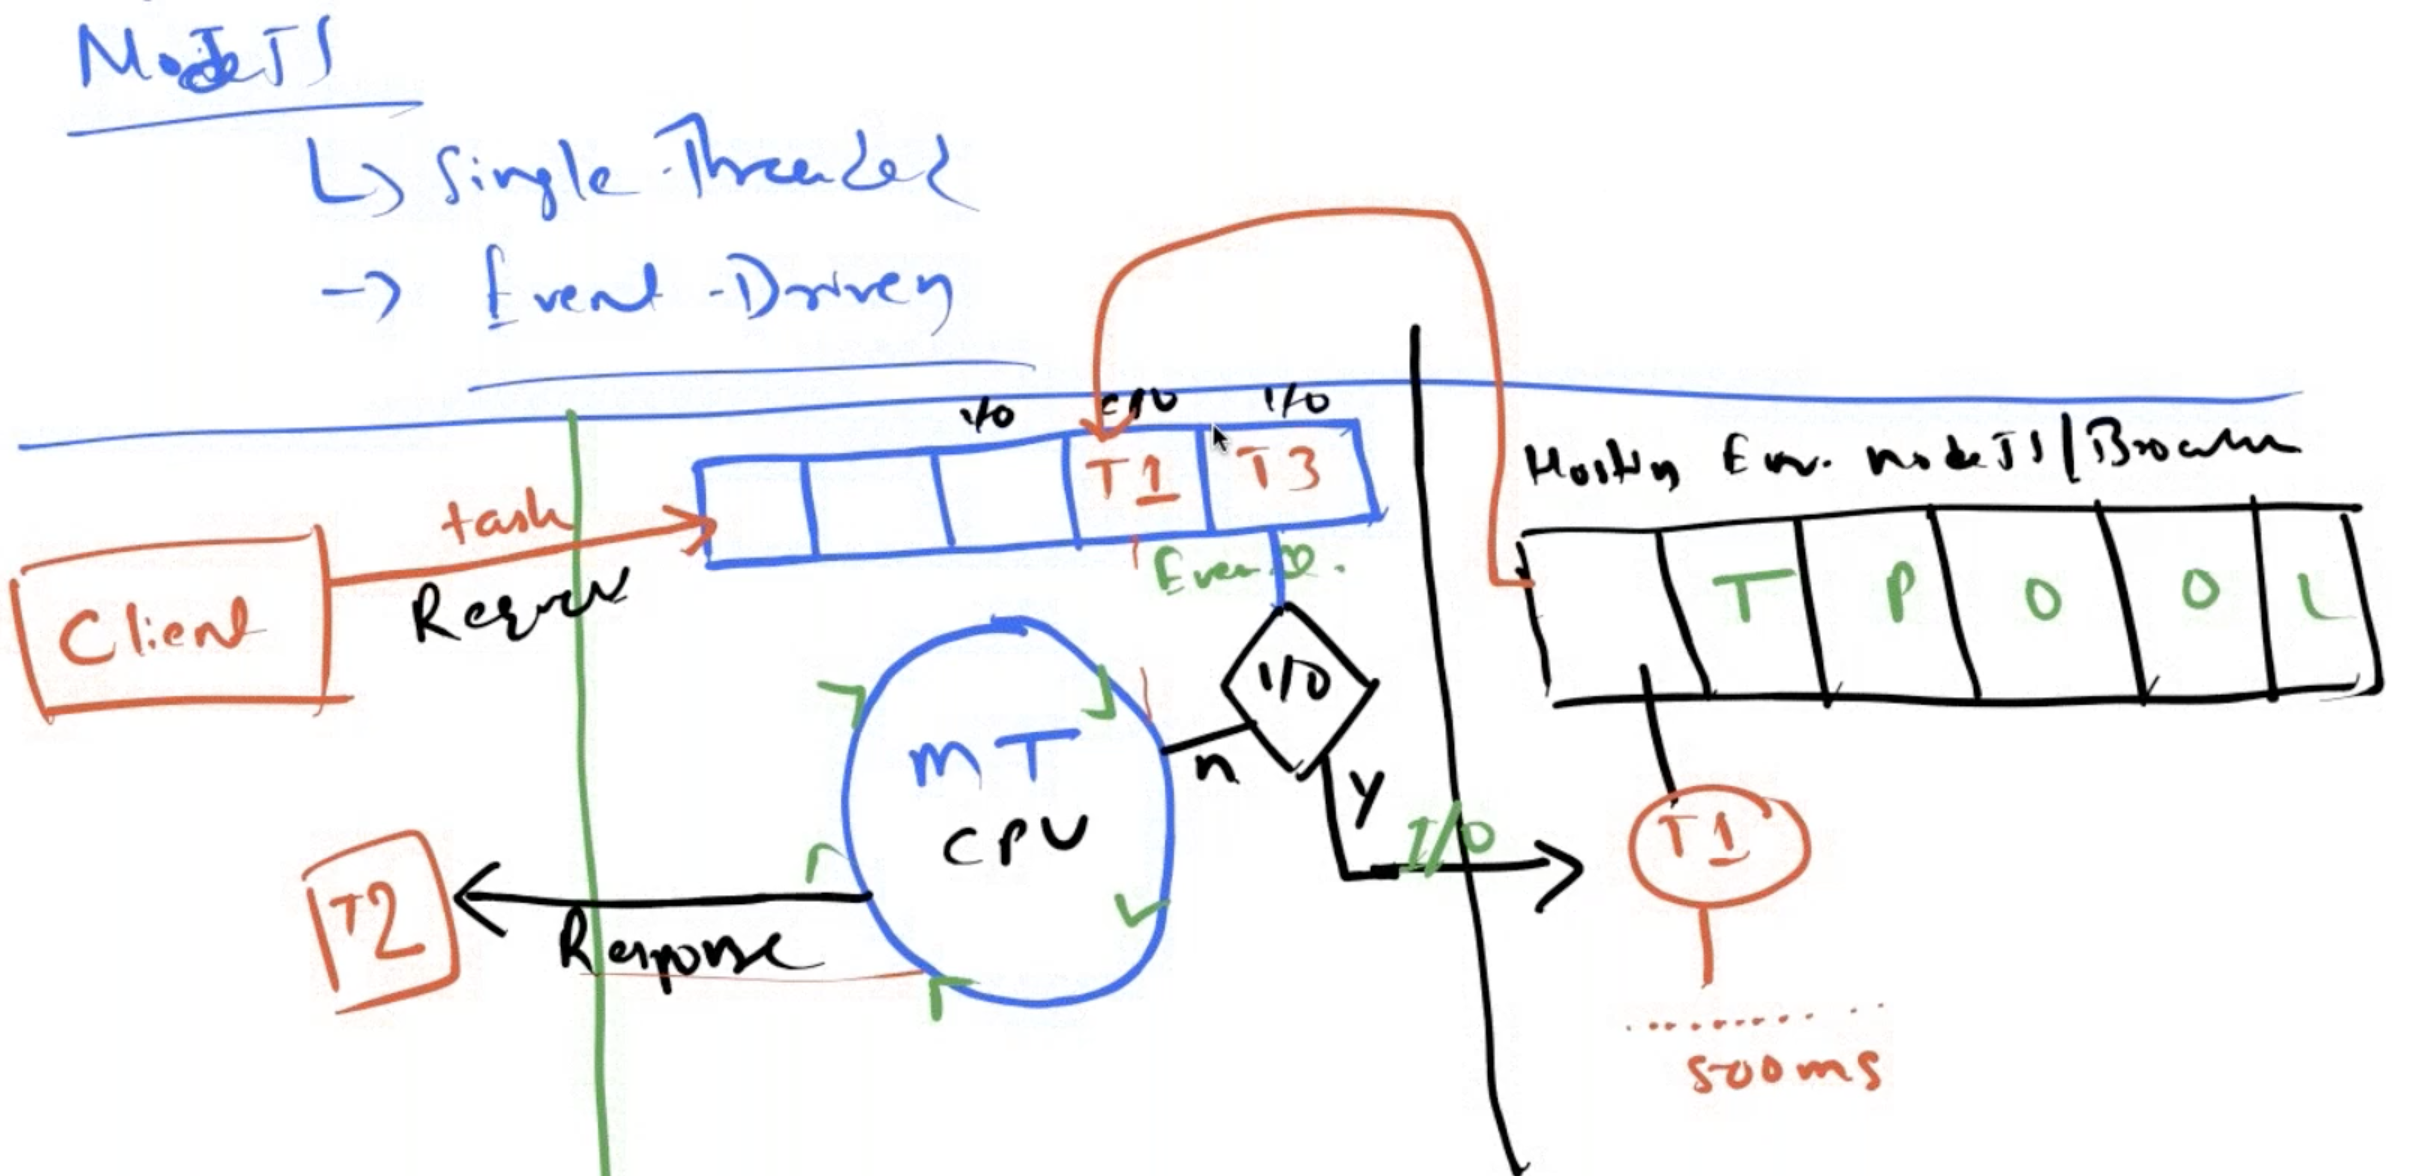 NodeJS
↳ Single-Threaded
→ Event-Driven
I/O CPU I/O
T1 T3
Hosting Env. nodeJS/Browser
task
Client
Request
Event Q.
T P O O L
I/O
MT
CPU
n
y
I/O
T1
T2
Response
500ms